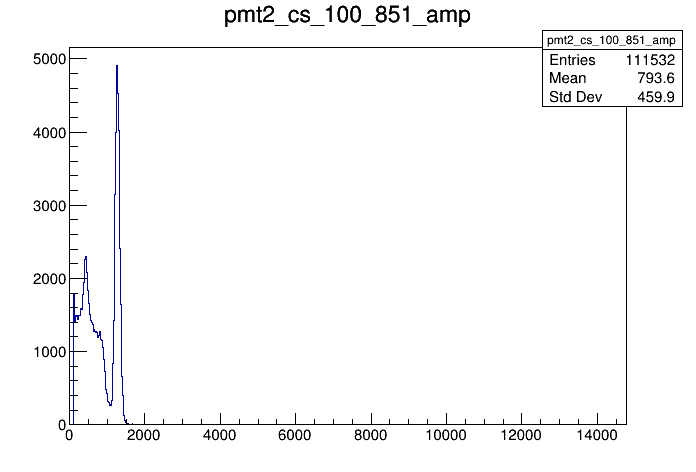 pmt2_cs_100_851_amp
pmt2_cs_100_851_amp
Entries 111532
Mean 793.6
Std Dev 459.9
5000
4000
3000
2000
1000
0
0 2000 4000 6000 8000 10000 12000 14000